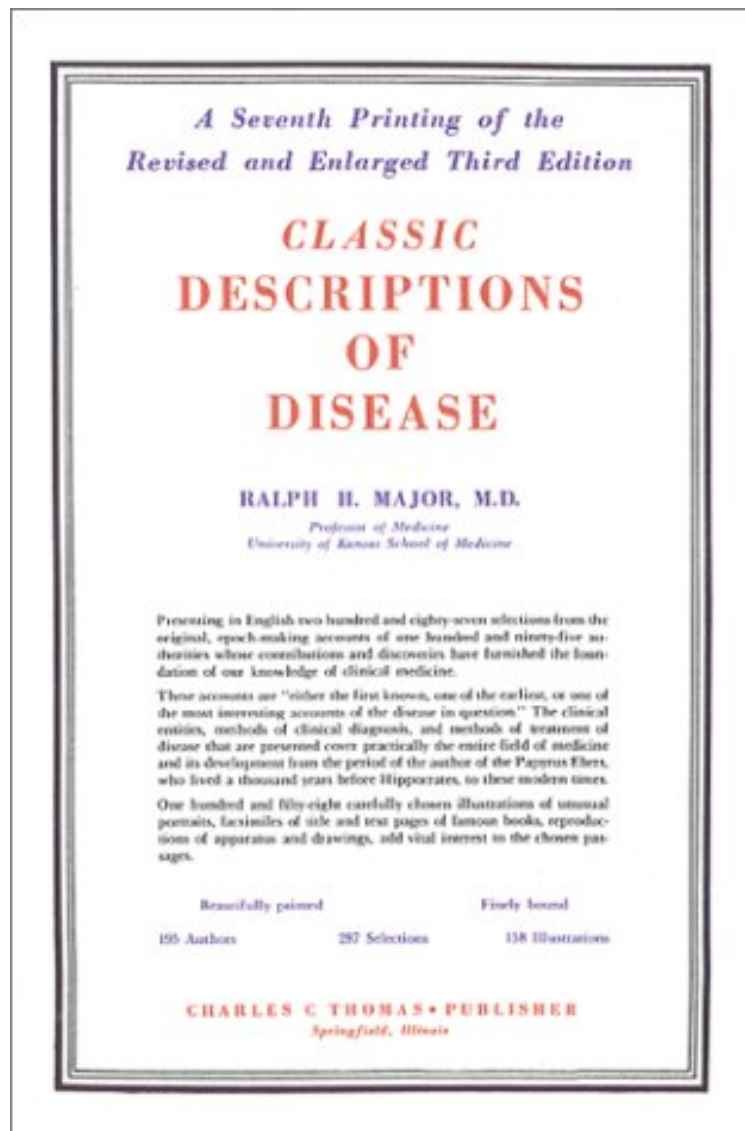 A Seventh Printing of the
Revised and Enlarged Third Edition
CLASSIC
DESCRIPTIONS
OF
DISEASE
RALPH H. MAJOR, M.D.
Professor of Medicine
University of Kansas School of Medicine
Presenting in English two hundred and eighty-seven selections from the
original, epoch-making accounts of one hundred and ninety-five au-
thorities whose contributions and discoveries have furnished the foun-
dation of our knowledge of clinical medicine.
These accounts are "either the first known, one of the earliest, or one of
the most interesting accounts of the disease in question." The clinical
entities, methods of clinical diagnosis, and methods of treatment of
disease that are presented cover practically the entire field of medicine
and its development from the period of the author of the Papyrus Ebers,
who lived a thousand years before Hippocrates, to these modern times.
One hundred and fifty-eight carefully chosen illustrations of unusual
portraits, facsimiles of title and text pages of famous books, reproduc-
tions of apparatus and drawings, add vital interest to the chosen pas-
sages.
Beautifully printed Finely bound
195 Authors 287 Selections 158 Illustrations
CHARLES C THOMAS • PUBLISHER
Springfield, Illinois